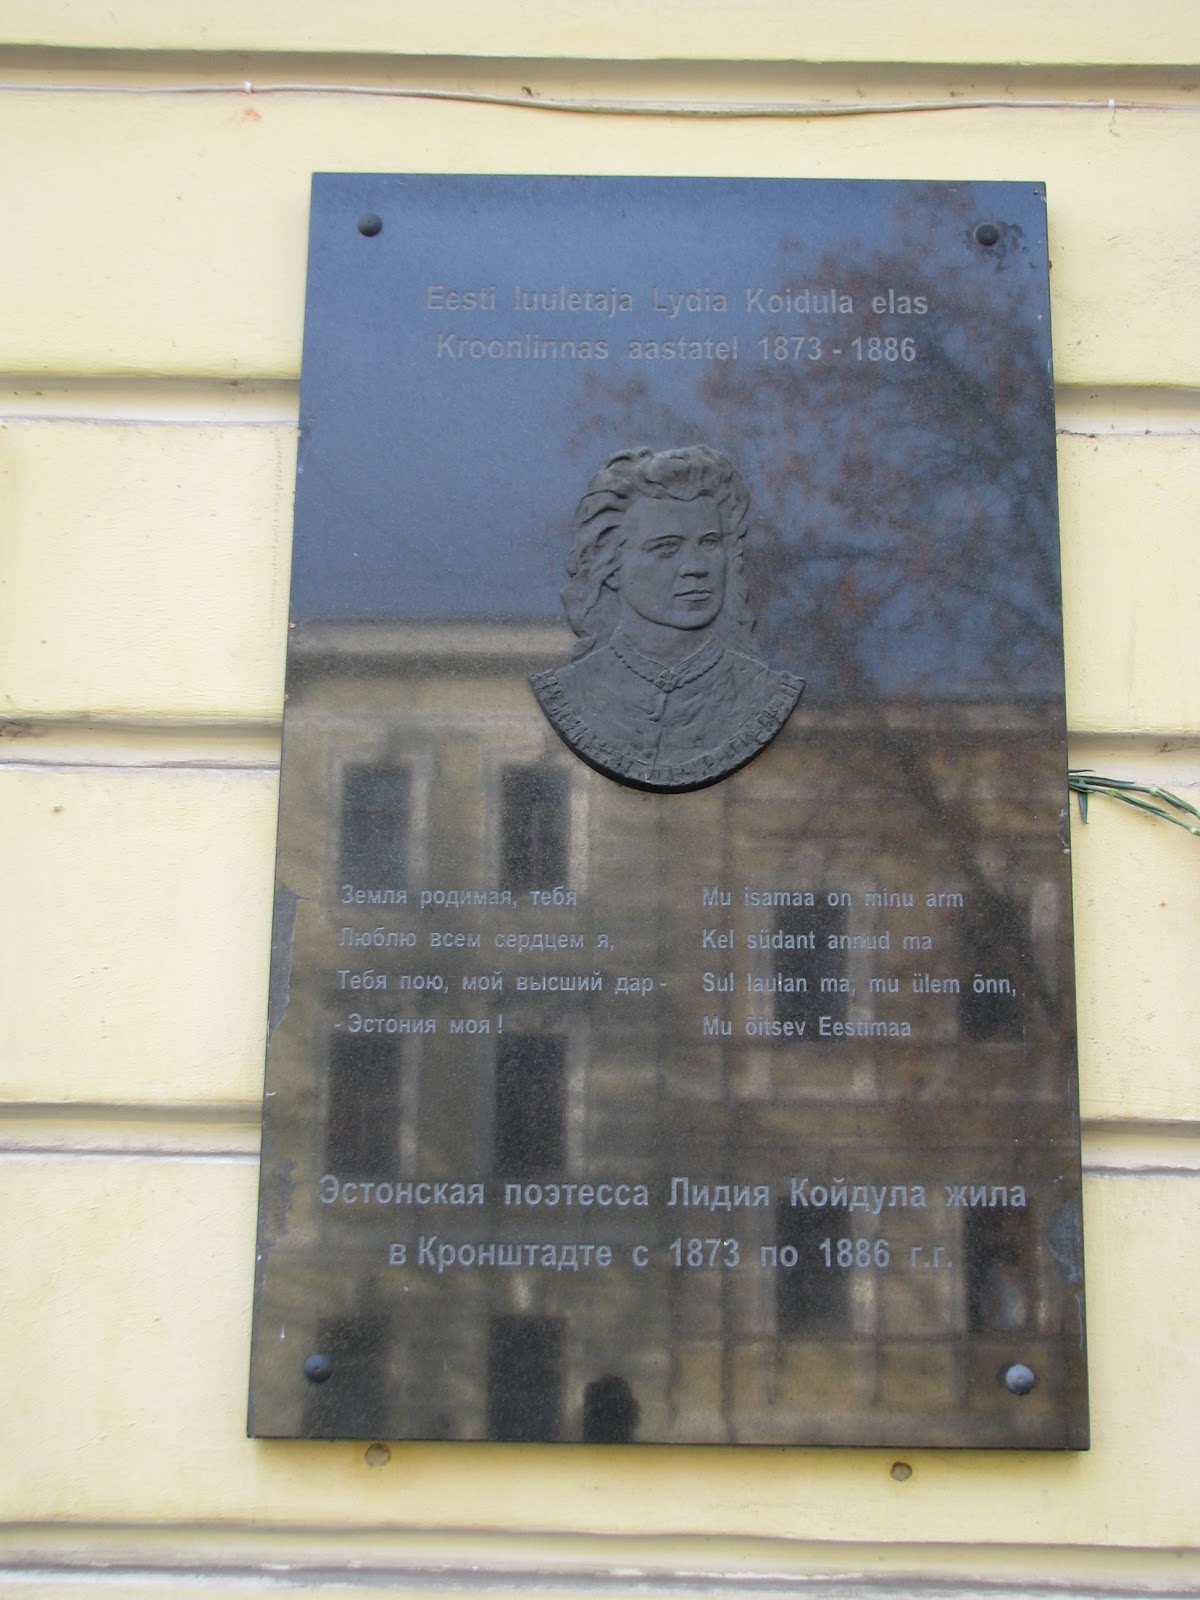 Eesti luuletaja Lydia Koidula elas
Kroonlinnas aastatel 1873 - 1886
Земля родимая, тебя
Люблю всем сердцем я,
Тебя пою, мой высший дар -
- Эстония моя !
Mu isamaa on minu arm
Kel südant annud ma
Sul laulan ma, mu ülem õnn,
Mu õitsev Eestimaa
Эстонская поэтесса Лидия Койдула жила
в Кронштадте с 1873 по 1886 г.г.